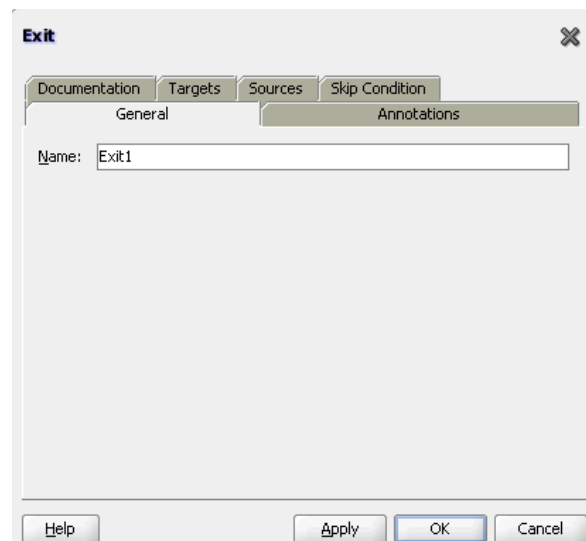 Exit
Documentation Targets Sources Skip Condition
General Annotations
Name: Exit1
Help Apply OK Cancel